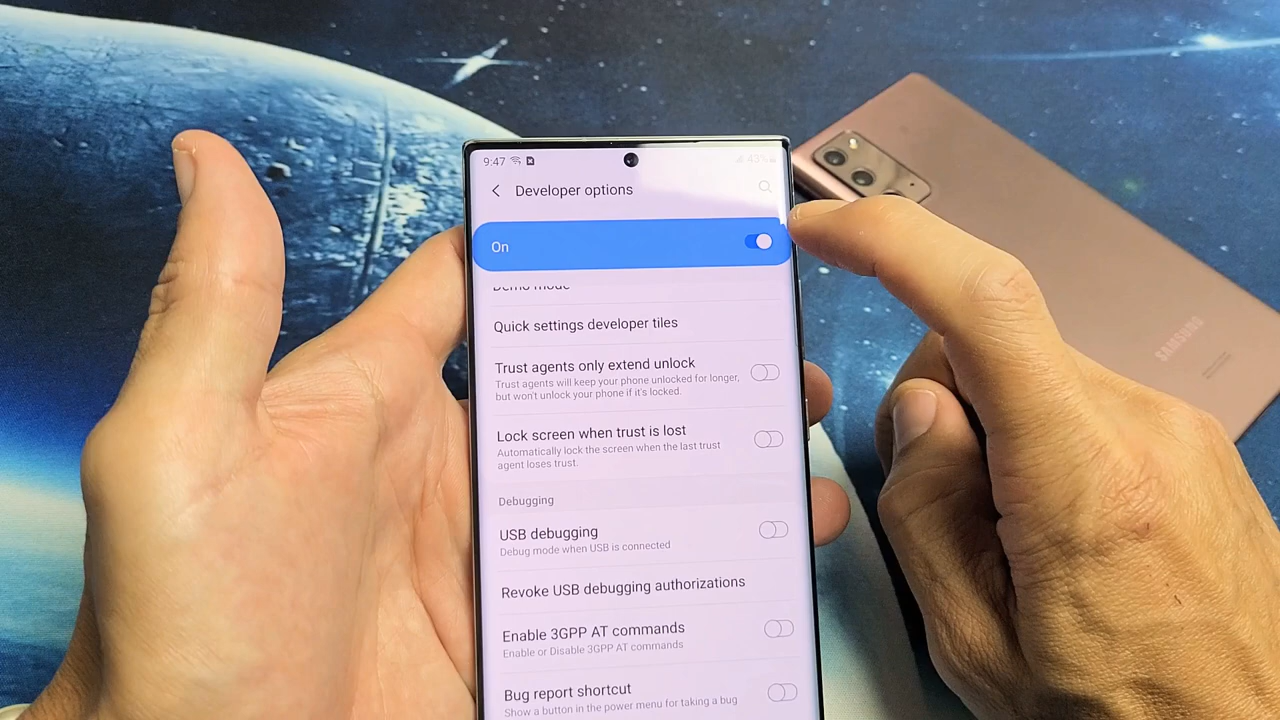 9:47
43%
Developer options
On
Demo mode
Quick settings developer tiles
Trust agents only extend unlock
Trust agents will keep your phone unlocked for longer,
but won't unlock your phone if it's locked.
Lock screen when trust is lost
Automatically lock the screen when the last trust
agent loses trust.
Debugging
USB debugging
Debug mode when USB is connected
Revoke USB debugging authorizations
Enable 3GPP AT commands
Enable or Disable 3GPP AT commands
Bug report shortcut
Show a button in the power menu for taking a bug
SAMSUNG